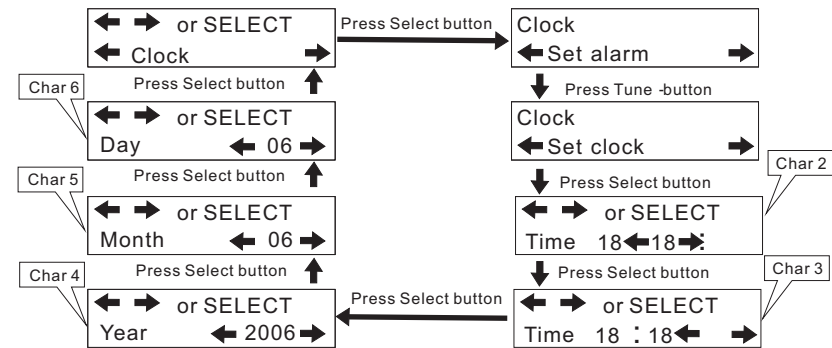 or SELECT
Clock
Press Select button
Clock
Set alarm
Press Tune -button
Clock
Set clock
Press Select button
Char 2
or SELECT
Time 18 18 :
Press Select button
Char 3
or SELECT
Time 18 : 18
Press Select button
Char 4
or SELECT
Year 2006
Press Select button
Char 5
or SELECT
Month 06
Press Select button
Char 6
or SELECT
Day 06
Press Select button